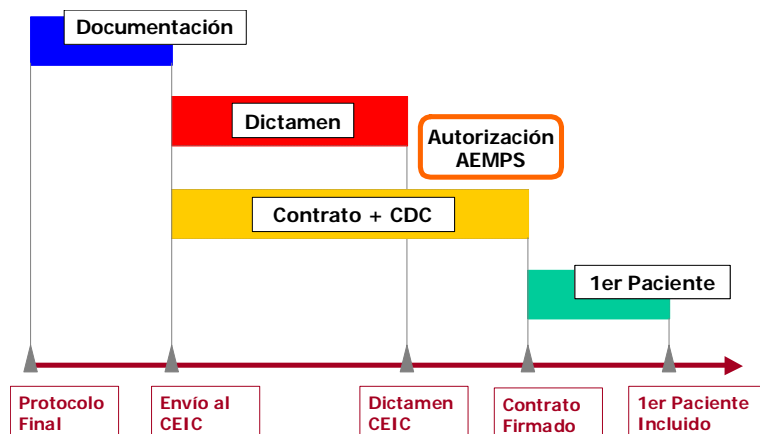 Documentación
Dictamen
Autorización
AEMPS
Contrato + CDC
1er Paciente
Protocolo
Final
Envío al
CEIC
Dictamen
CEIC
Contrato
Firmado
1er Paciente
Incluido